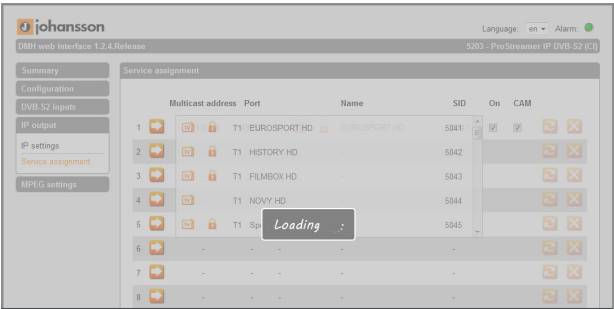 johansson
Language: en Alarm:
DMH web interface 1.2.4.Release 5203 - ProStreamer IP DVB-S2 (CI)
Summary
Configuration
DVB-S2 inputs
IP output
IP settings
Service assignment
MPEG settings
Service assignment
Multicast address Port Name SID On CAM
1 T1 EUROSPORT HD EUROSPORT HD 5041
2 T1 HISTORY HD - 5042
3 T1 FILMBOX HD - 5043
4 T1 NOVY HD 5044
5 T1 5045
Loading
6 - - - -
7 - - - -
8 - - - -